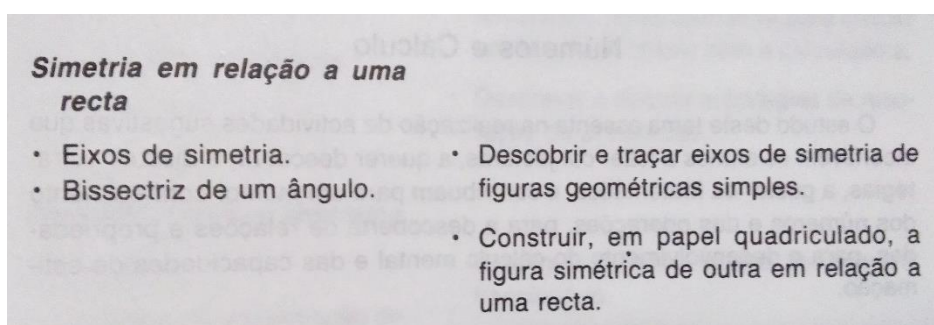 Simetria em relação a uma
recta
· Eixos de simetria.
· Bissectriz de um ângulo.
· Descobrir e traçar eixos de simetria de
figuras geométricas simples.
· Construir, em papel quadriculado, a
figura simétrica de outra em relação a
uma recta.